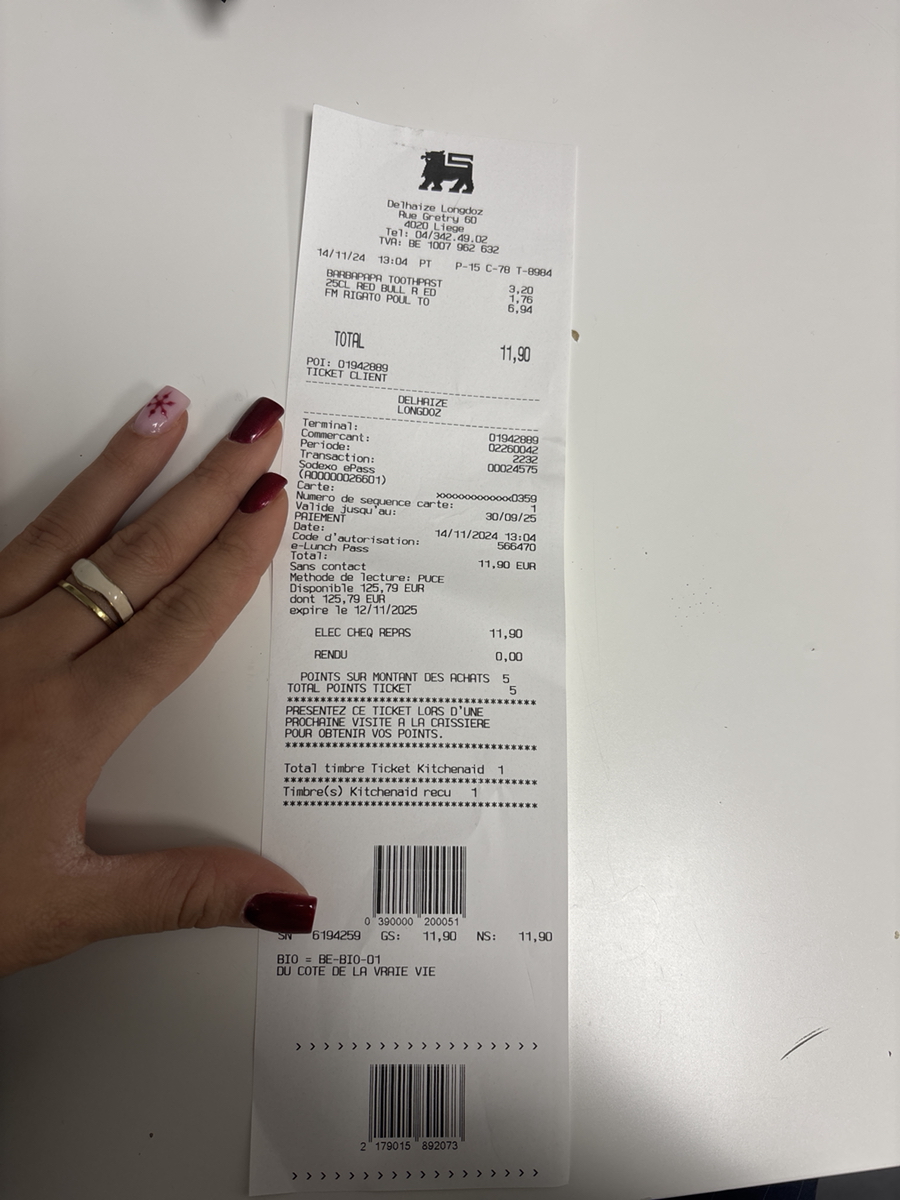 Delhaize Longdoz
Rue Gretry 60
4020 Liege
Tel: 04/342.49.02
TVA: BE 1007 962 632
14/11/24 13:04 PT P-15 C-78 T-8984
BARBAPAPA TOOTHPAST 3,20
25CL RED BULL R ED 1,76
FM RIGATO POUL TO 6,94
TOTAL 11,90
POI: 01942889
TICKET CLIENT
DELHAIZE
LONGDOZ
Terminal: 01942889
Commercant: 02260042
Periode: 2232
Transaction: 00024575
Sodexo ePass
(A00000026601)
Carte: xxxxxxxxxxxxx0359
Numero de sequence carte: 1
Valide jusqu'au: 30/09/25
PAIEMENT
Date: 14/11/2024 13:04
Code d'autorisation: 566470
e-Lunch Pass
Total: 11,90 EUR
Sans contact
Methode de lecture: PUCE
Disponible 125,79 EUR
dont 125,79 EUR
expire le 12/11/2025
ELEC CHEQ REPAS 11,90
RENDU 0,00
POINTS SUR MONTANT DES ACHATS 5
TOTAL POINTS TICKET 5
************************************
PRESENTEZ CE TICKET LORS D'UNE
PROCHAINE VISITE A LA CAISSIERE
POUR OBTENIR VOS POINTS.
************************************
Total timbre Ticket Kitchenaid 1
************************************
Timbre(s) Kitchenaid recu 1
************************************
0 390000 200051
SN 6194259 GS: 11,90 NS: 11,90
BIO = BE-BIO-01
DU COTE DE LA VRAIE VIE
> > > > > > > > > > > > > > > > >
2 179015 892073
> > > > > > > > > > > > > > > > > >